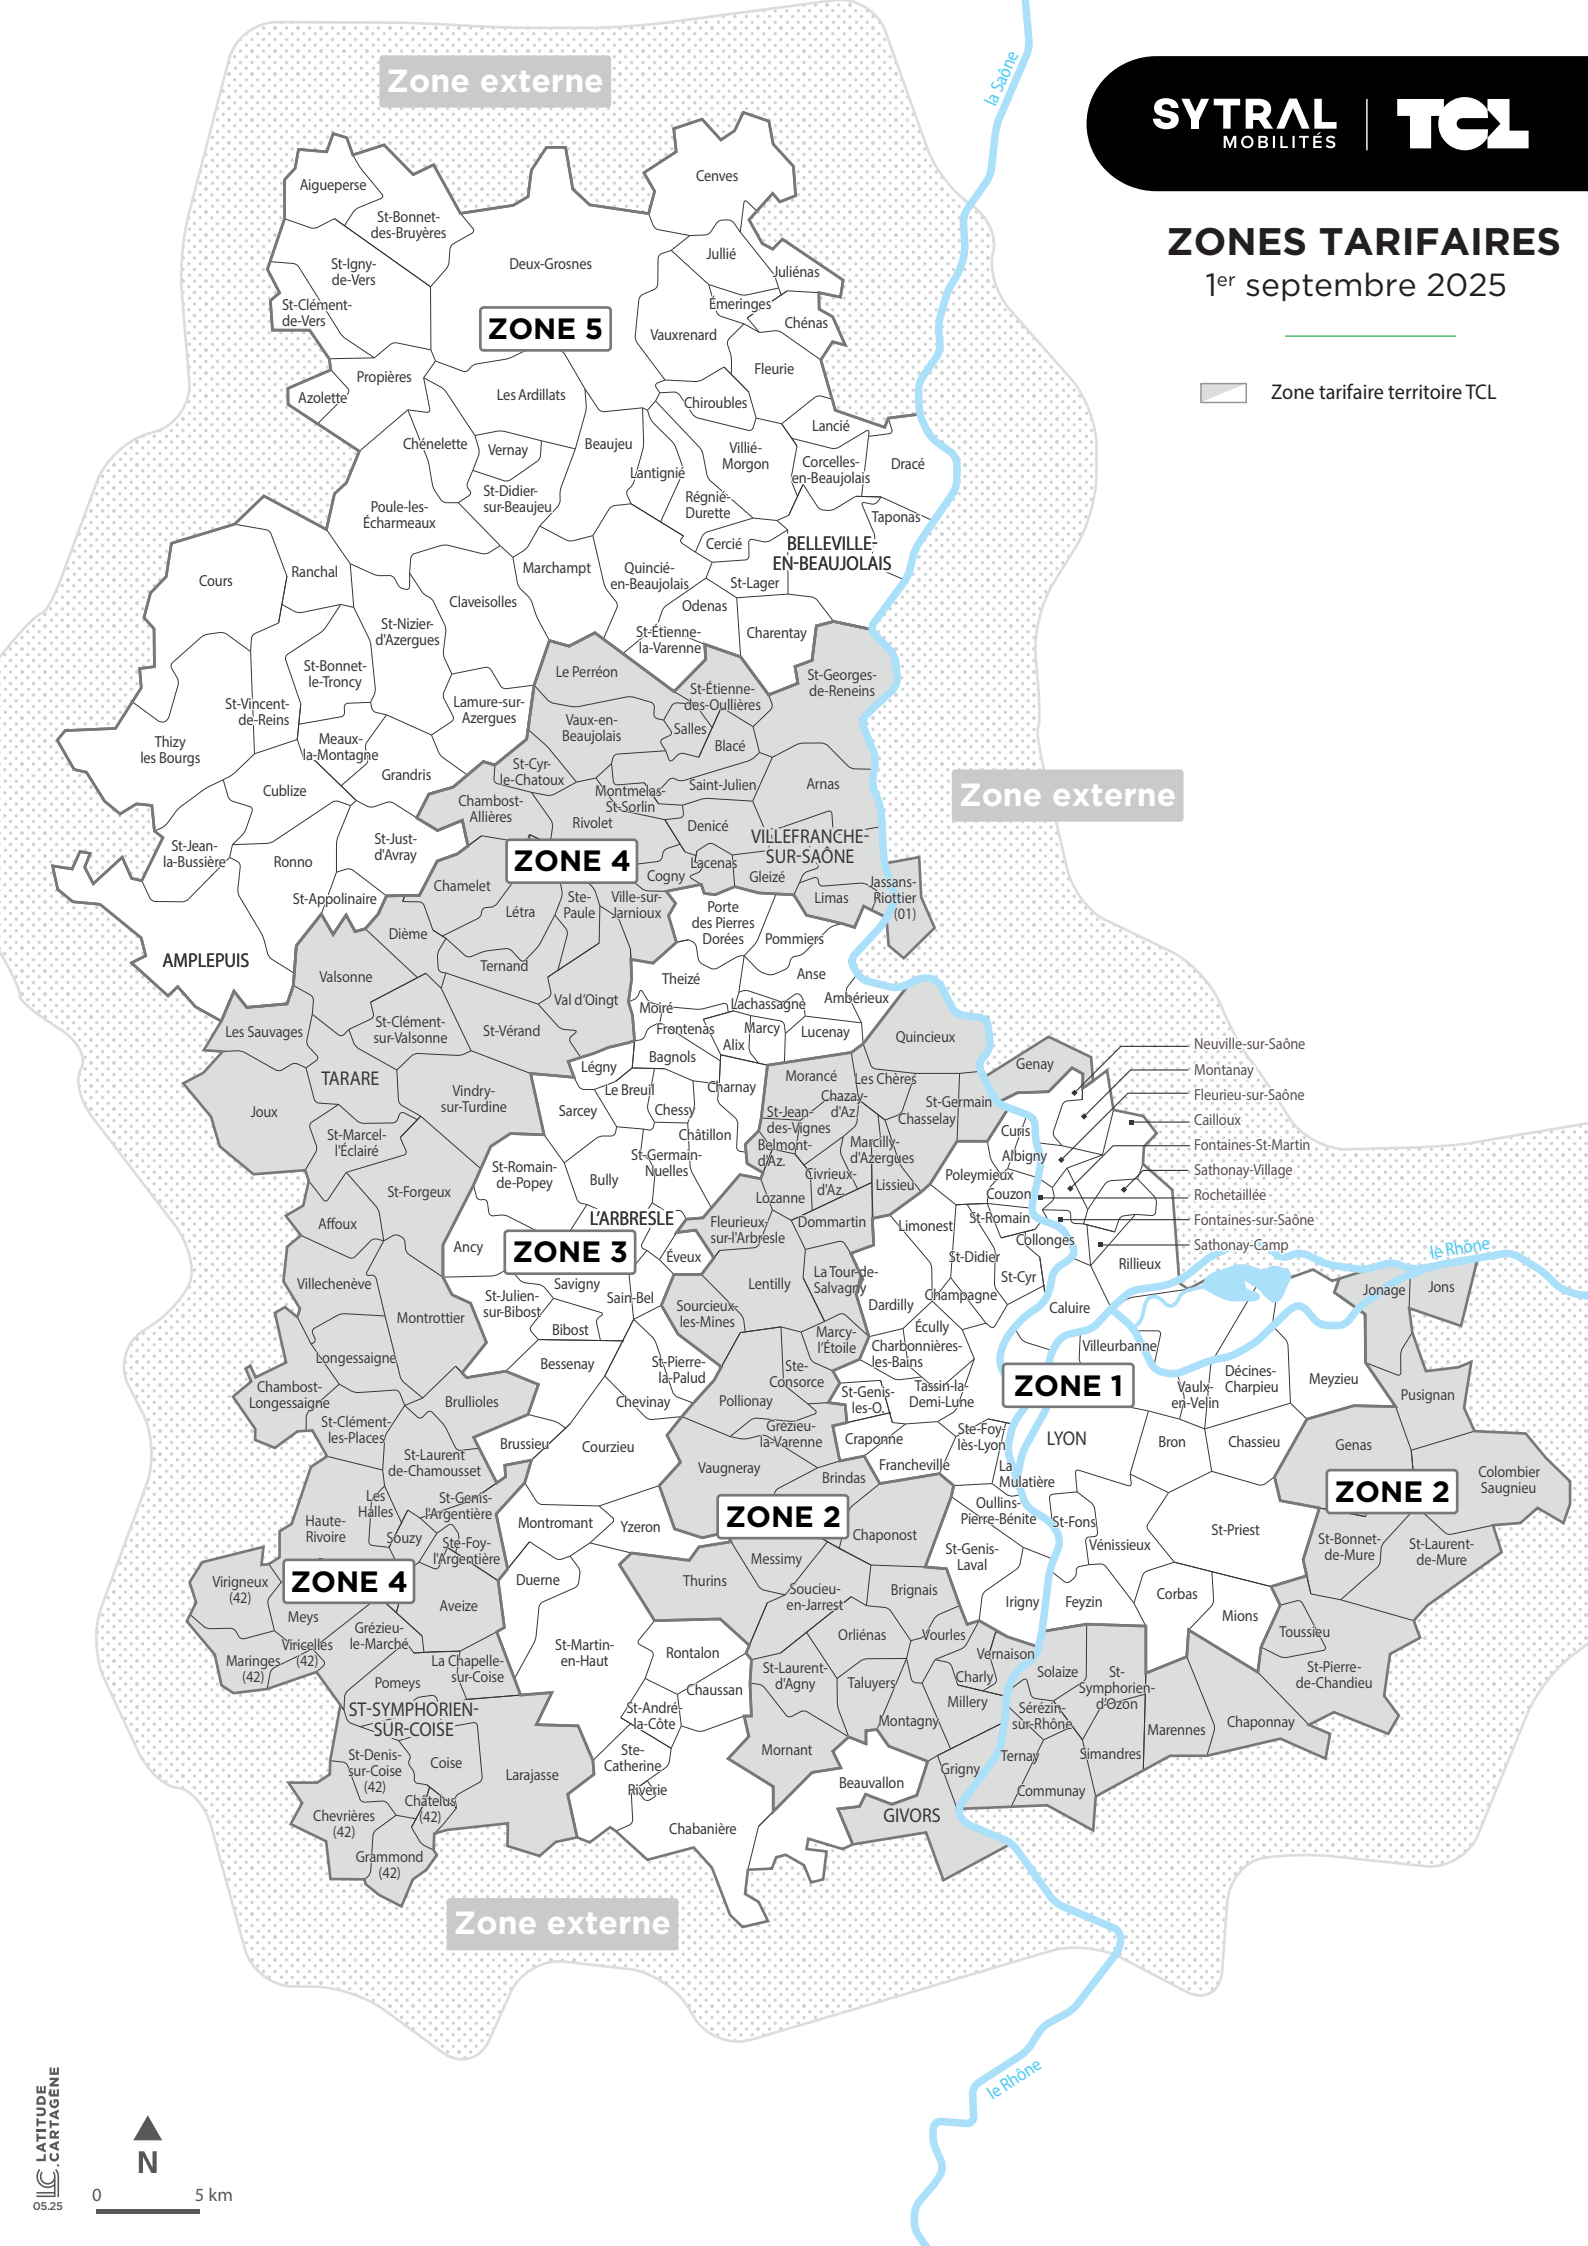 Zone externe
la Saône
SYTRAL
MOBILITÉS
TCL
ZONES TARIFAIRES
1er septembre 2025
Zone tarifaire territoire TCL
Cenves
Aigueperse
St-Bonnet-
des-Bruyères
Deux-Grosnes
Jullié
Juliénas
St-Igny-
de-Vers
St-Clément-
de-Vers
Émeringes
Chénas
ZONE 5
Vauxrenard
Fleurie
Propières
Azolette
Les Ardillats
Chiroubles
Lancié
Chénelette
Vernay
Beaujeu
Lantignié
Villié-
Morgon
Corcelles-
en-Beaujolais
Dracé
St-Didier-
sur-Beaujeu
Régnié-
Durette
Poule-les-
Écharmeaux
Taponas
Cercié
BELLEVILLE-
EN-BEAUJOLAIS
Cours
Ranchal
Marchampt
Quincié-
en-Beaujolais
St-Lager
Claveisolles
Odenas
St-Nizier-
d'Azergues
St-Étienne-
la-Varenne
Charentay
St-Bonnet-
le-Troncy
Le Perréon
St-Georges-
de-Reneins
St-Étienne-
des-Oullières
St-Vincent-
de-Reins
Lamure-sur-
Azergues
Vaux-en-
Beaujolais
Salles
Blacé
Thizy
les Bourgs
Meaux-
la-Montagne
Grandris
St-Cyr-
le-Chatoux
Cublize
Montmelas-
St-Sorlin
Saint-Julien
Arnas
Zone externe
Chambost-
Allières
Rivolet
Denicé
VILLEFRANCHE-
SUR-SAÔNE
St-Jean-
la-Bussière
Ronno
St-Just-
d'Avray
ZONE 4
Lacenas
Cogny
Gleizé
Chamelet
St-Appolinaire
Limas
Jassans-
Riottier
(01)
Létra
Ste-
Paule
Ville-sur-
Jarnioux
Porte
des Pierres
Dorées
Pommiers
Dième
AMPLEPUIS
Valsonne
Ternand
Theizé
Anse
Val d'Oingt
Moiré
Lachassagne
Ambérieux
Les Sauvages
St-Clément-
sur-Valsonne
St-Vérand
Frontenas
Marcy
Lucenay
Alix
Quincieux
Bagnols
TARARE
Légny
Genay
Neuville-sur-Saône
Montanay
Fleurieu-sur-Saône
Cailloux
Fontaines-St-Martin
Sathonay-Village
Rochetaillée
Fontaines-sur-Saône
Sathonay-Camp
Joux
Vindry-
sur-Turdine
Sarcey
Le Breuil
Chessy
Charnay
Morancé
Les Chères
Chazay-
d'Az.
St-Germain
Chasselay
St-Jean-
des-Vignes
Belmont-
d'Az.
Marcilly-
d'Azergues
Curis
Albigny
St-Marcel-
l'Éclairé
Châtillon
St-Germain-
Nuelles
St-Romain-
de-Popey
Bully
Civrieux-
d'Az.
Lissieu
Poleymieux
Couzon
St-Forgeux
Lozanne
L'ARBRESLE
Fleurieux-
sur-l'Arbresle
Dommartin
Limonest
St-Romain
Collonges
Affoux
Ancy
ZONE 3
Éveux
St-Didier
Rillieux
le Rhône
Villechenève
Savigny
Sain-Bel
Lentilly
La Tour-de-
Salvagny
St-Cyr
Champagne
Dardilly
Caluire
Jonage
Jons
Montrottier
St-Julien-
sur-Bibost
Bibost
Sourcieux-
les-Mines
Marcy-
l'Étoile
Écully
Charbonnières-
les-Bains
Villeurbanne
Longessaigne
Bessenay
St-Pierre-
la-Palud
Ste-
Consorce
ZONE 1
Décines-
Charpieu
Meyzieu
Vaulx-
en-Velin
Pusignan
Chambost-
Longessaigne
Brullioles
Chevinay
Pollionay
St-Genis-
les-O.
Tassin-la-
Demi-Lune
St-Clément-
les-Places
Brussieu
Courzieu
Grézieu-
la-Varenne
Craponne
Ste-Foy-
lès-Lyon
LYON
Bron
Chassieu
Genas
St-Laurent
de-Chamousset
Vaugneray
Brindas
Francheville
La
Mulatière
Colombier
Saugnieu
ZONE 2
Les
Halles
St-Genis-
l'Argentière
Haute-
Rivoire
Souzy
Ste-Foy-
l'Argentière
Montromant
Yzeron
ZONE 2
Chaponost
Oullins-
Pierre-Bénite
St-Fons
Vénissieux
St-Priest
St-Bonnet-
de-Mure
St-Laurent-
de-Mure
Messimy
St-Genis-
Laval
ZONE 4
Virigneux
(42)
Duerne
Thurins
Soucieu-
en-Jarrest
Brignais
Irigny
Feyzin
Corbas
Mions
Meys
Aveize
Grézieu-
le-Marché
Viricelles
(42)
Maringes
(42)
St-Martin-
en-Haut
Rontalon
Orliénas
Vourles
Vernaison
Toussieu
La Chapelle-
sur-Coise
Pomeys
Chaussan
St-Laurent-
d'Agny
Taluyers
Charly
Solaize
St-
Symphorien-
d'Ozon
St-Pierre-
de-Chandieu
Millery
ST-SYMPHORIEN-
SUR-COISE
St-André-
la-Côte
Montagny
Sérézin-
sur-Rhône
Marennes
Chaponnay
St-Denis-
sur-Coise
(42)
Coise
Larajasse
Ste-
Catherine
Riverie
Mornant
Ternay
Simandres
Grigny
Beauvallon
Communay
Châtelus
(42)
Chevrières
(42)
Chabanière
GIVORS
Grammond
(42)
Zone externe
le Rhône
LATITUDE
CARTAGÈNE
05.25
N
0 5 km